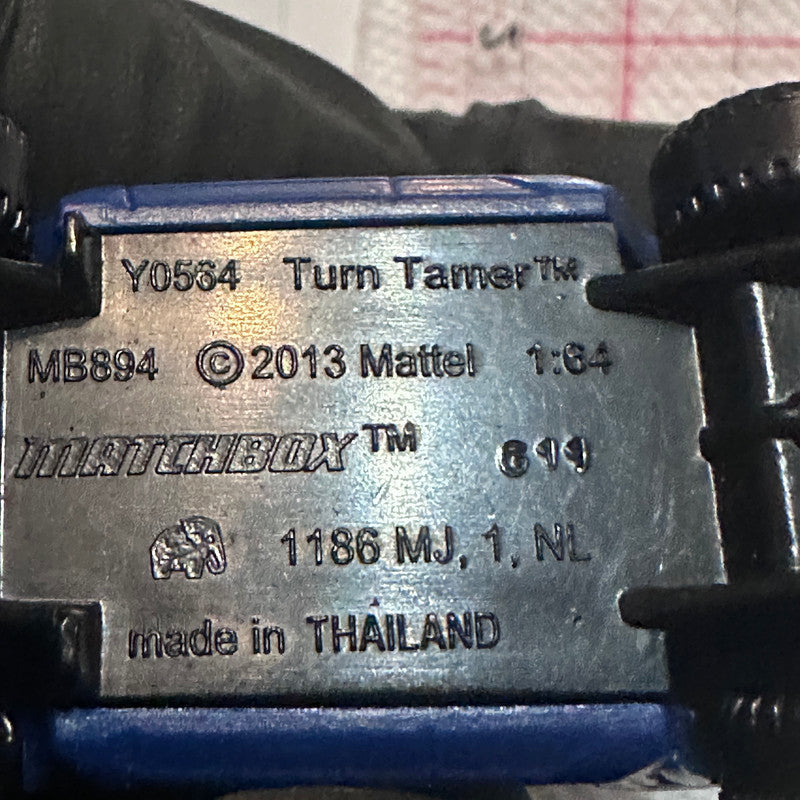 Y0564 Turn Tamer™
MB894 ©2013 Mattel 1:64
MATCHBOX™
1186 MJ, 1, NL
made in THAILAND